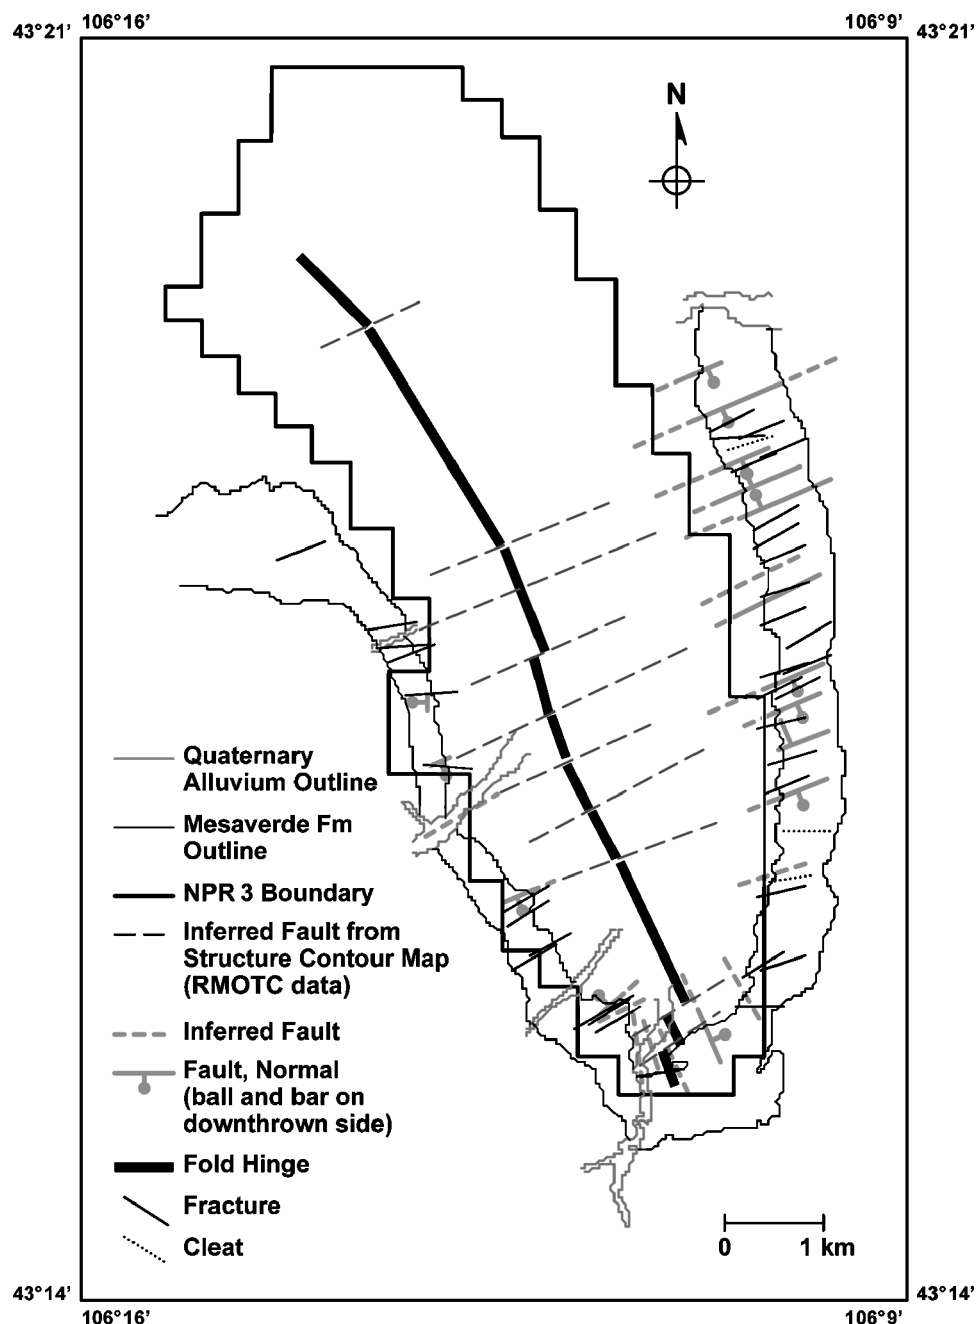 106°16’
106°9’
43°21’
43°21’
N
Quaternary
Alluvium Outline
Mesaverde Fm
Outline
NPR 3 Boundary
Inferred Fault from
Structure Contour Map
(RMOTC data)
Inferred Fault
Fault, Normal
(ball and bar on
downthrown side)
Fold Hinge
Fracture
Cleat
0 1 km
43°14’
43°14’
106°16’
106°9’